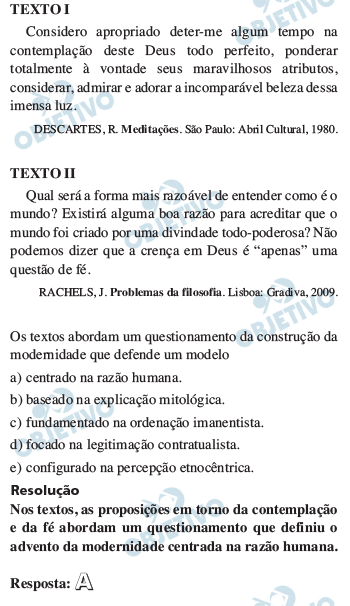 TEXTO I
Considero apropriado deter-me algum tempo na
contemplação deste Deus todo perfeito, ponderar
totalmente à vontade seus maravilhosos atributos,
considerar, admirar e adorar a incomparável beleza dessa
imensa luz.
DESCARTES, R. Meditações. São Paulo: Abril Cultural, 1980.
TEXTO II
Qual será a forma mais razoável de entender como é o
mundo? Existirá alguma boa razão para acreditar que o
mundo foi criado por uma divindade todo-poderosa? Não
podemos dizer que a crença em Deus é “apenas” uma
questão de fé.
RACHELS, J. Problemas da filosofia. Lisboa: Gradiva, 2009.
Os textos abordam um questionamento da construção da
modernidade que defende um modelo
a) centrado na razão humana.
b) baseado na explicação mitológica.
c) fundamentado na ordenação imanentista.
d) focado na legitimação contratualista.
e) configurado na percepção etnocêntrica.
Resolução
Nos textos, as proposições em torno da contemplação
e da fé abordam um questionamento que definiu o
advento da modernidade centrada na razão humana.
Resposta: A
OBJETIVO
OBJETIVO
OBJETIVO
OBJETIVO
OBJETIVO
OBJETIVO
OBJETIVO